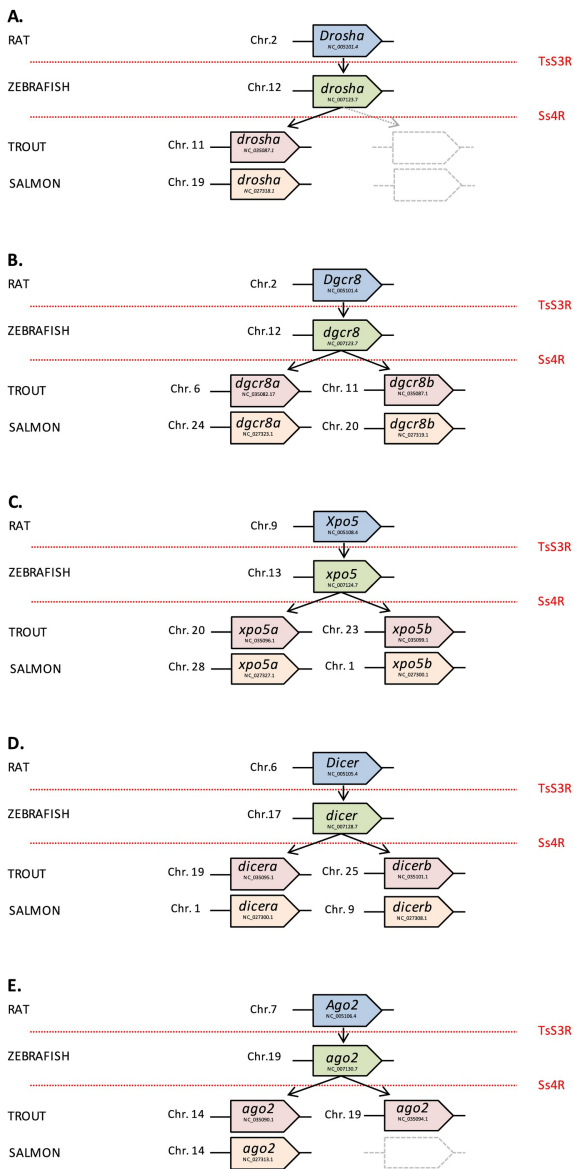 A.
RAT Chr.2 Drosha
NC_005101.4
TsS3R
ZEBRAFISH Chr.12 drosha
NC_007123.7
Ss4R
TROUT Chr. 11 drosha
NC_035087.1
SALMON Chr. 19 drosha
NC_027318.1
B.
RAT Chr.2 Dgcr8
NC_005101.4
TsS3R
ZEBRAFISH Chr.12 dgcr8
NC_007123.7
Ss4R
TROUT Chr. 6 dgcr8a Chr. 11 dgcr8b
NC_035082.17 NC_035087.1
SALMON Chr. 24 dgcr8a Chr. 20 dgcr8b
NC_027323.1 NC_027319.1
C.
RAT Chr.9 Xpo5
NC_005108.4
TsS3R
ZEBRAFISH Chr.13 xpo5
NC_007124.7
Ss4R
TROUT Chr. 20 xpo5a Chr. 23 xpo5b
NC_035096.1 NC_035099.1
SALMON Chr. 28 xpo5a Chr. 1 xpo5b
NC_027327.1 NC_027300.1
D.
RAT Chr.6 Dicer
NC_005105.4
TsS3R
ZEBRAFISH Chr.17 dicer
NC_007128.7
Ss4R
TROUT Chr. 19 dicera Chr. 25 dicerb
NC_035095.1 NC_035101.1
SALMON Chr. 1 dicera Chr. 9 dicerb
NC_027300.1 NC_027308.1
E.
RAT Chr.7 Ago2
NC_005106.4
TsS3R
ZEBRAFISH Chr.19 ago2
NC_007130.7
Ss4R
TROUT Chr. 14 ago2 Chr. 19 ago2
NC_035090.1 NC_035094.1
SALMON Chr. 14 ago2
NC_027313.1